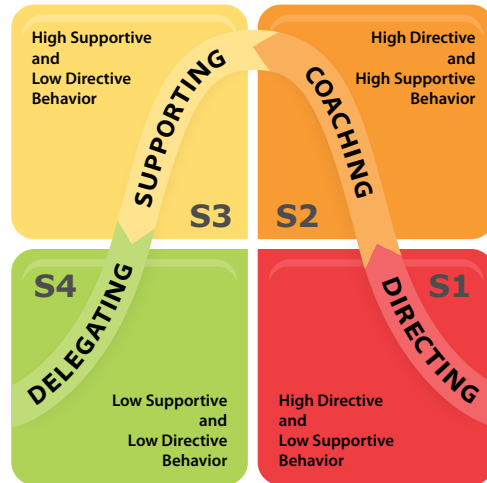 High Supportive
and
Low Directive
Behavior
SUPPORTING
S3
High Directive
and
High Supportive
Behavior
COACHING
S2
S4
DELEGATING
Low Supportive
and
Low Directive
Behavior
S1
DIRECTING
High Directive
and
Low Supportive
Behavior